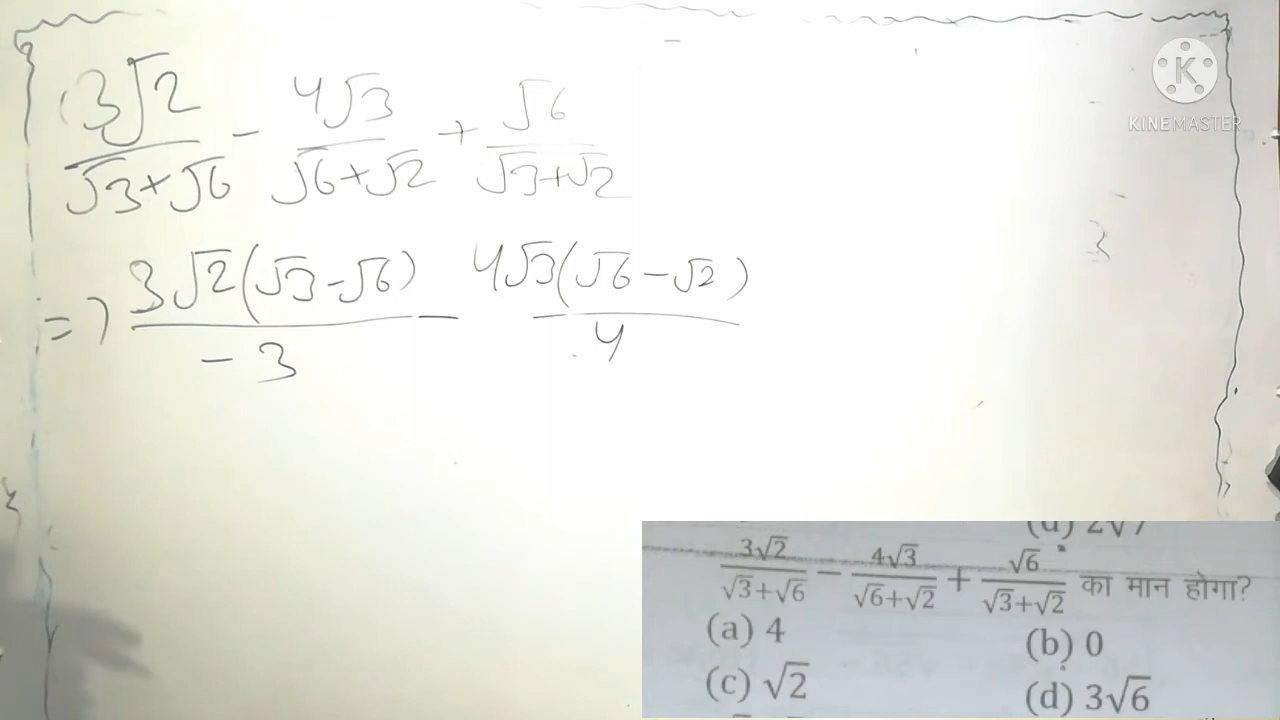 KINEMASTER
3√2/(√3+√6) - 4√3/(√6+√2) + √6/(√3+√2)
3
=> 3√2(√3-√6)/-3 - 4√3(√6-√2)/4
(d) 2√7
3√2/(√3+√6) − 4√3/(√6+√2) + √6/(√3+√2) का मान होगा?
(a) 4 (b) 0
(c) √2 (d) 3√6